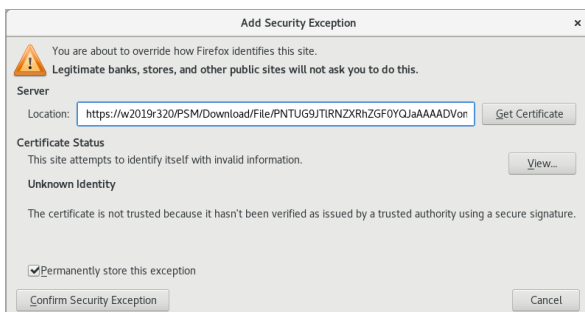 Add Security Exception
You are about to override how Firefox identifies this site.
Legitimate banks, stores, and other public sites will not ask you to do this.
Server
Location: https://w2019r320/PSM/Download/File/PNTUG9JTlRNZXRhZGF0YQJaAAAADVon Get Certificate
Certificate Status
This site attempts to identify itself with invalid information. View...
Unknown Identity
The certificate is not trusted because it hasn't been verified as issued by a trusted authority using a secure signature.
Permanently store this exception
Confirm Security Exception Cancel